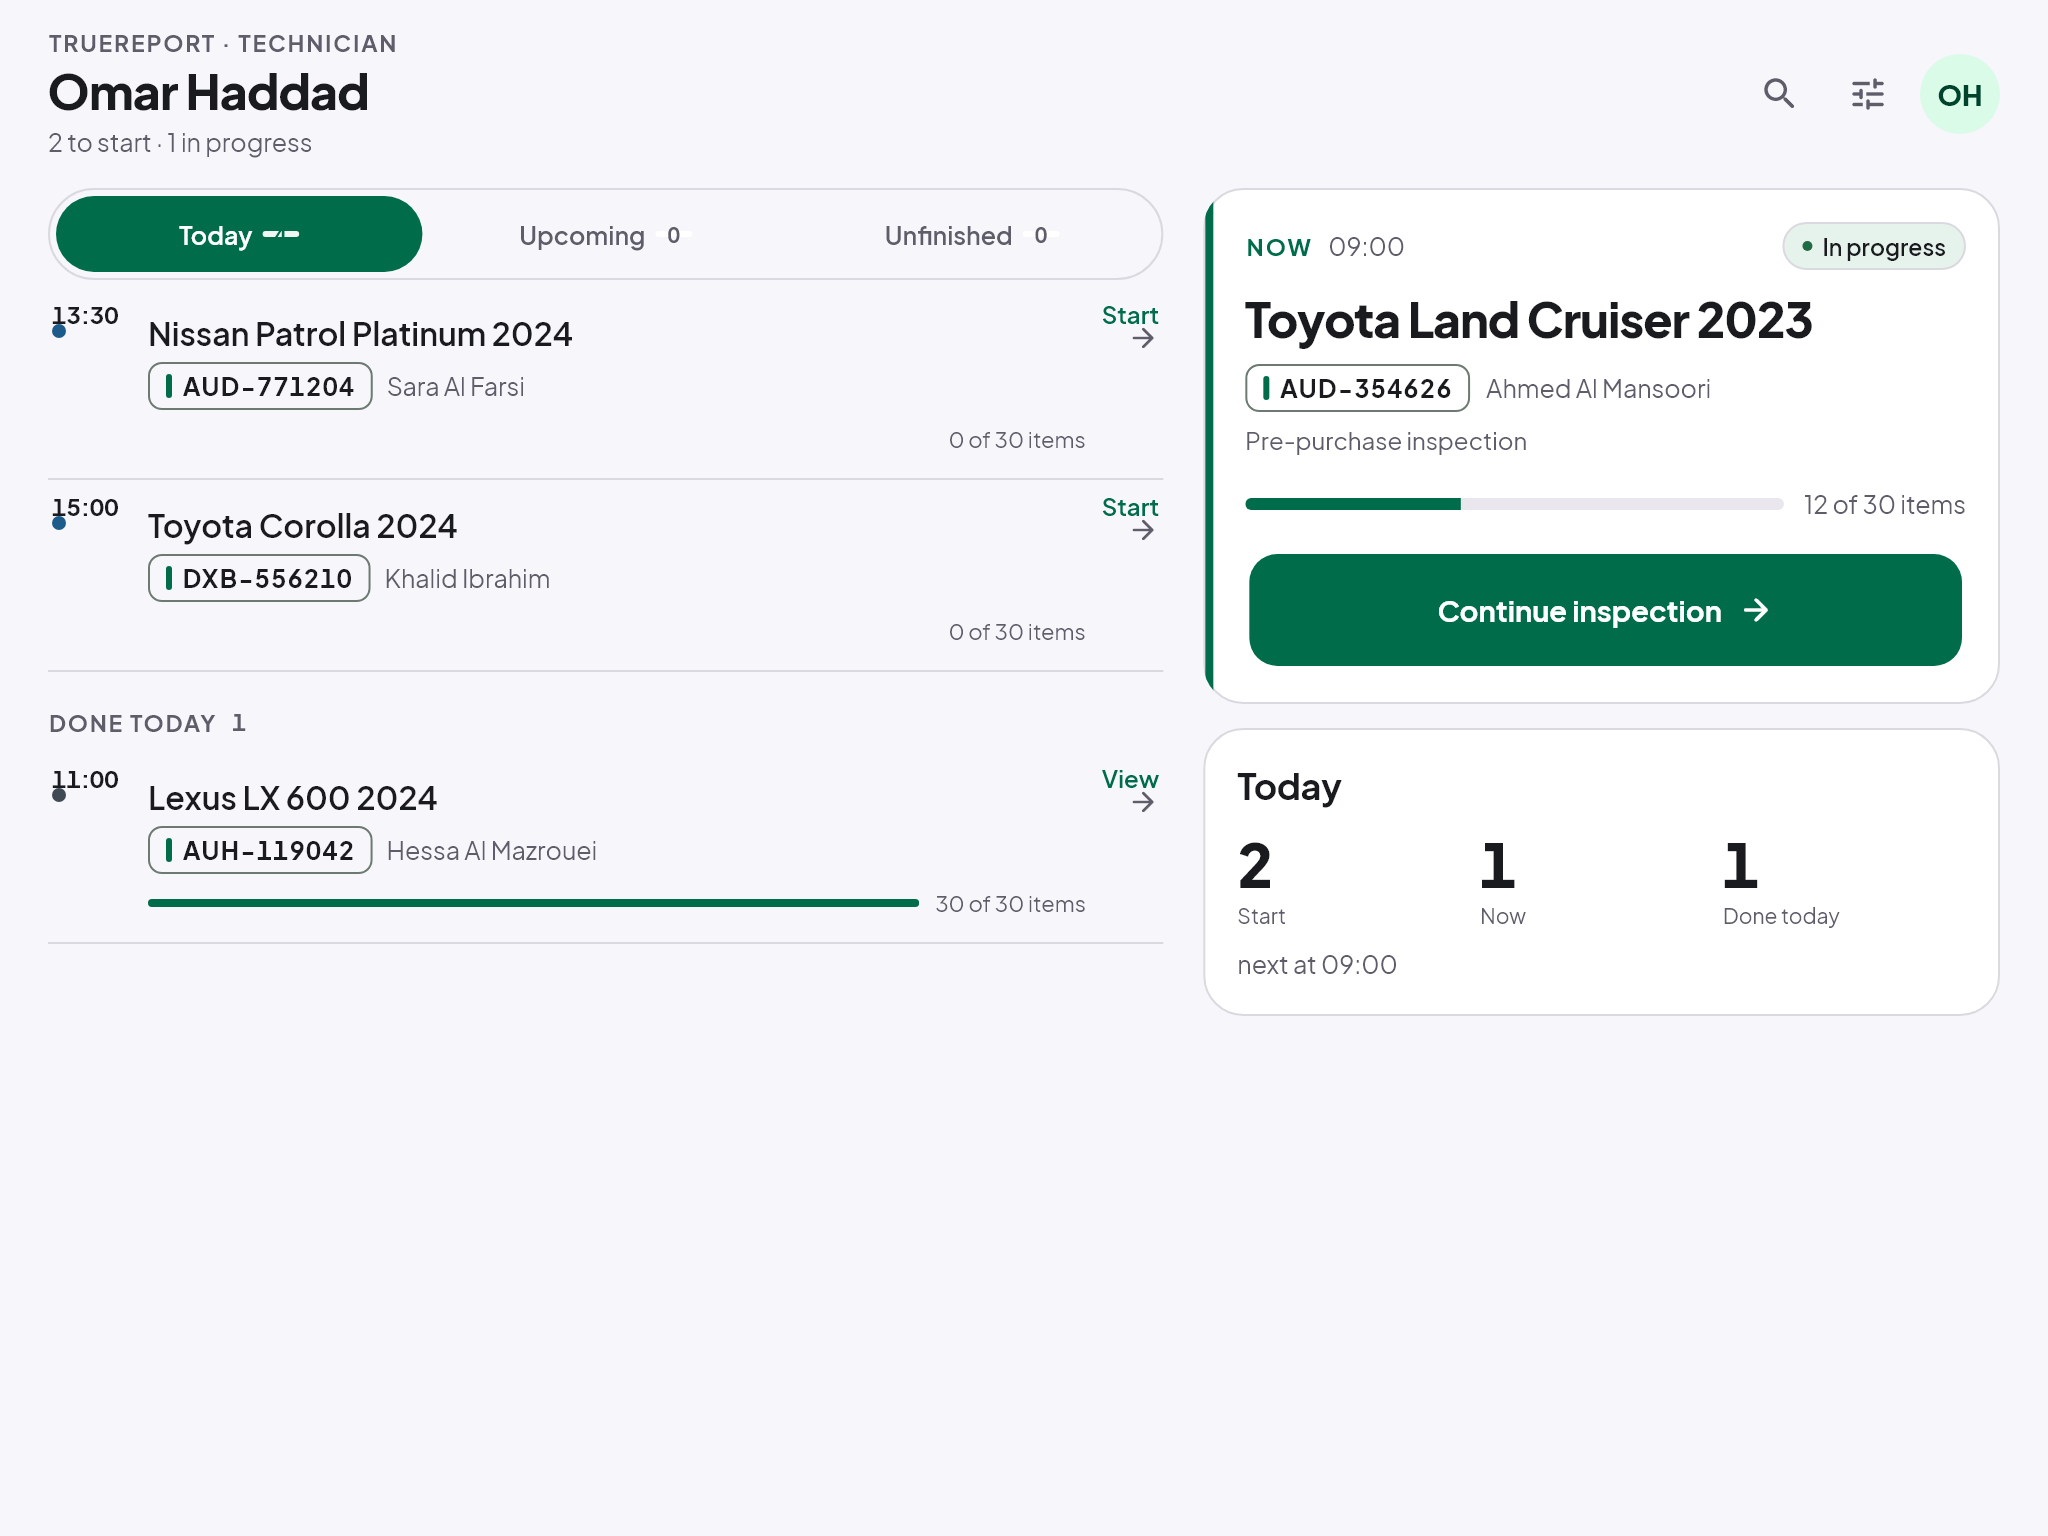 TRUEREPORT · TECHNICIAN
Omar Haddad
2 to start · 1 in progress
OH
Today
Upcoming 0
Unfinished 0
13:30
Nissan Patrol Platinum 2024
Start
AUD-771204 Sara Al Farsi
0 of 30 items
15:00
Toyota Corolla 2024
Start
DXB-556210 Khalid Ibrahim
0 of 30 items
DONE TODAY 1
11:00
Lexus LX 600 2024
View
AUH-119042 Hessa Al Mazrouei
30 of 30 items
NOW 09:00
In progress
Toyota Land Cruiser 2023
AUD-354626 Ahmed Al Mansoori
Pre-purchase inspection
12 of 30 items
Continue inspection
Today
2 1 1
Start Now Done today
next at 09:00